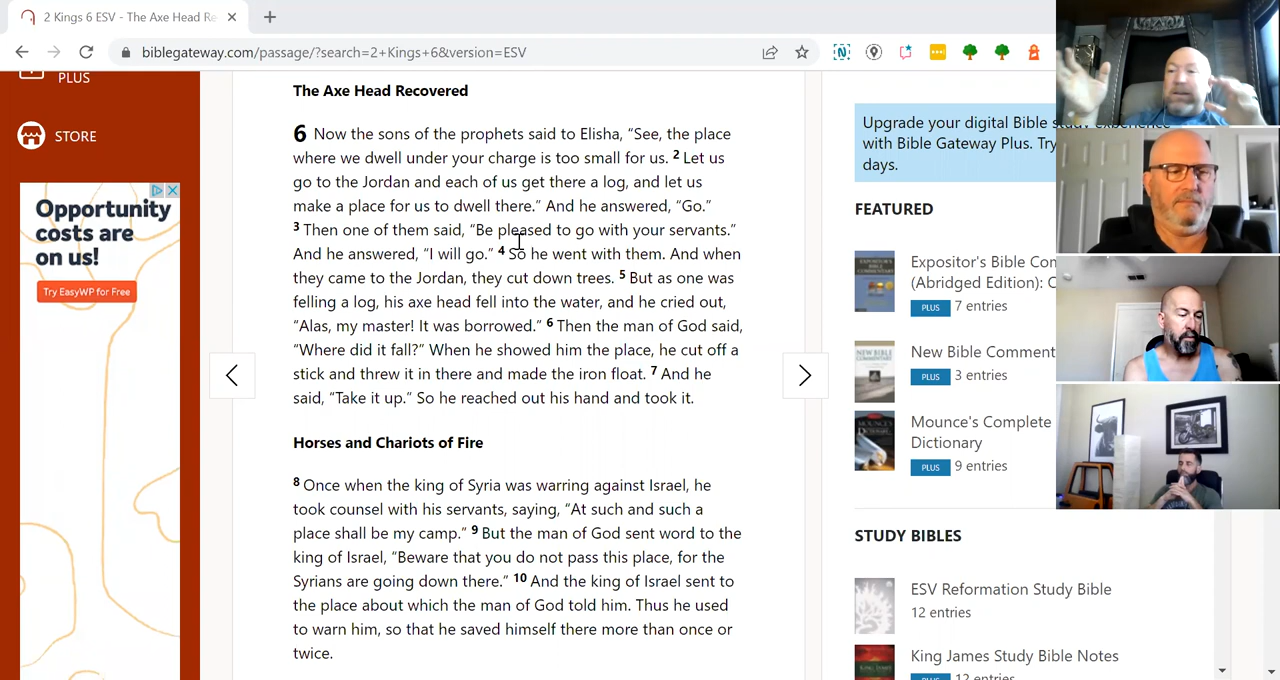 2 Kings 6 ESV - The Axe Head Re
biblegateway.com/passage/?search=2+Kings+6&version=ESV
PLUS
STORE
Opportunity
costs are
on us!
Try EasyWP for Free
The Axe Head Recovered
6 Now the sons of the prophets said to Elisha, “See, the place
where we dwell under your charge is too small for us. 2 Let us
go to the Jordan and each of us get there a log, and let us
make a place for us to dwell there.” And he answered, “Go.”
3 Then one of them said, “Be pleased to go with your servants.”
And he answered, “I will go.” 4 So he went with them. And when
they came to the Jordan, they cut down trees. 5 But as one was
felling a log, his axe head fell into the water, and he cried out,
“Alas, my master! It was borrowed.” 6 Then the man of God said,
“Where did it fall?” When he showed him the place, he cut off a
stick and threw it in there and made the iron float. 7 And he
said, “Take it up.” So he reached out his hand and took it.
Horses and Chariots of Fire
8 Once when the king of Syria was warring against Israel, he
took counsel with his servants, saying, “At such and such a
place shall be my camp.” 9 But the man of God sent word to the
king of Israel, “Beware that you do not pass this place, for the
Syrians are going down there.” 10 And the king of Israel sent to
the place about which the man of God told him. Thus he used
to warn him, so that he saved himself there more than once or
twice.
Upgrade your digital Bible study experience
with Bible Gateway Plus. Try
days.
FEATURED
Expositor's Bible Con
(Abridged Edition): C
PLUS 7 entries
New Bible Comment
PLUS 3 entries
Mounce's Complete
Dictionary
PLUS 9 entries
STUDY BIBLES
ESV Reformation Study Bible
12 entries
King James Study Bible Notes
PLUS 12 entries